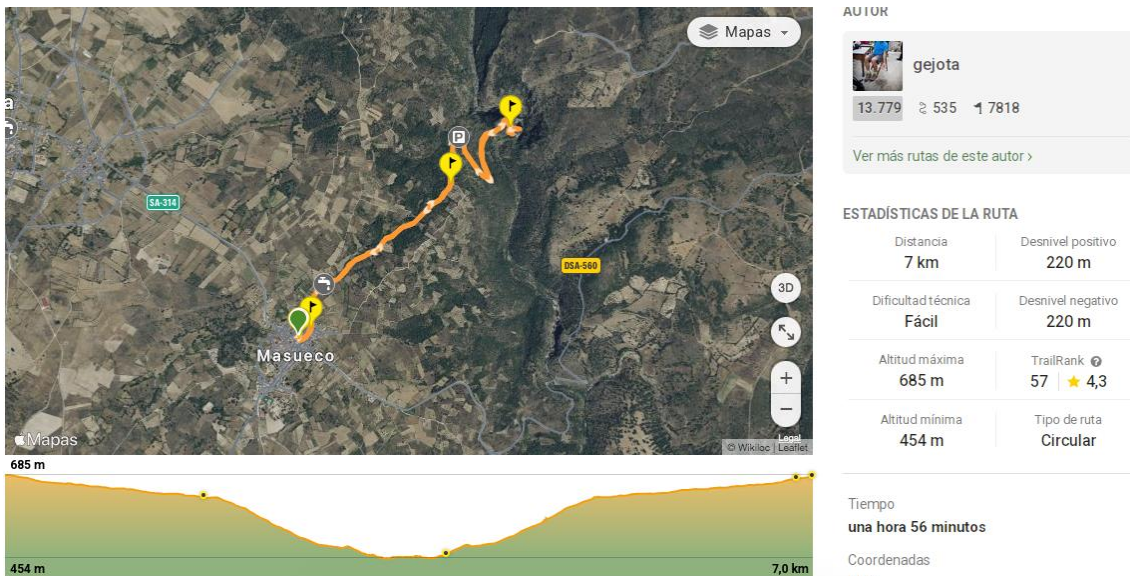 Mapas
a
P
SA-314
DSA-560
3D
Masueco
+
−
Mapas
Legal
© Wikiloc | Leaflet
685 m
454 m
7,0 km
AUTOR
gejota
13.779 535 7818
Ver más rutas de este autor ›
ESTADÍSTICAS DE LA RUTA
Distancia Desnivel positivo
7 km 220 m
Dificultad técnica Desnivel negativo
Fácil 220 m
Altitud máxima TrailRank ?
685 m 57 4,3
Altitud mínima Tipo de ruta
454 m Circular
Tiempo
una hora 56 minutos
Coordenadas